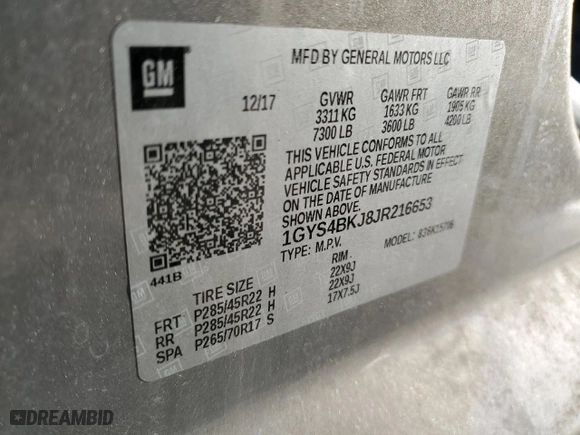 GM
MFD BY GENERAL MOTORS LLC
12/17 GVWR GAWR FRT GAWR RR
3311 KG 1633 KG 1905 KG
7300 LB 3600 LB 4200 LB
THIS VEHICLE CONFORMS TO ALL
APPLICABLE U.S. FEDERAL MOTOR
VEHICLE SAFETY STANDARDS IN EFFECT
ON THE DATE OF MANUFACTURE
SHOWN ABOVE.
1GYS4BKJ8JR216653
TYPE: M.P.V. MODEL: 6J6K15706
441B
TIRE SIZE RIM
FRT P285/45R22 H 22X9J
RR P285/45R22 H 22X9J
SPA P265/70R17 S 17X7.5J
DREAMBID